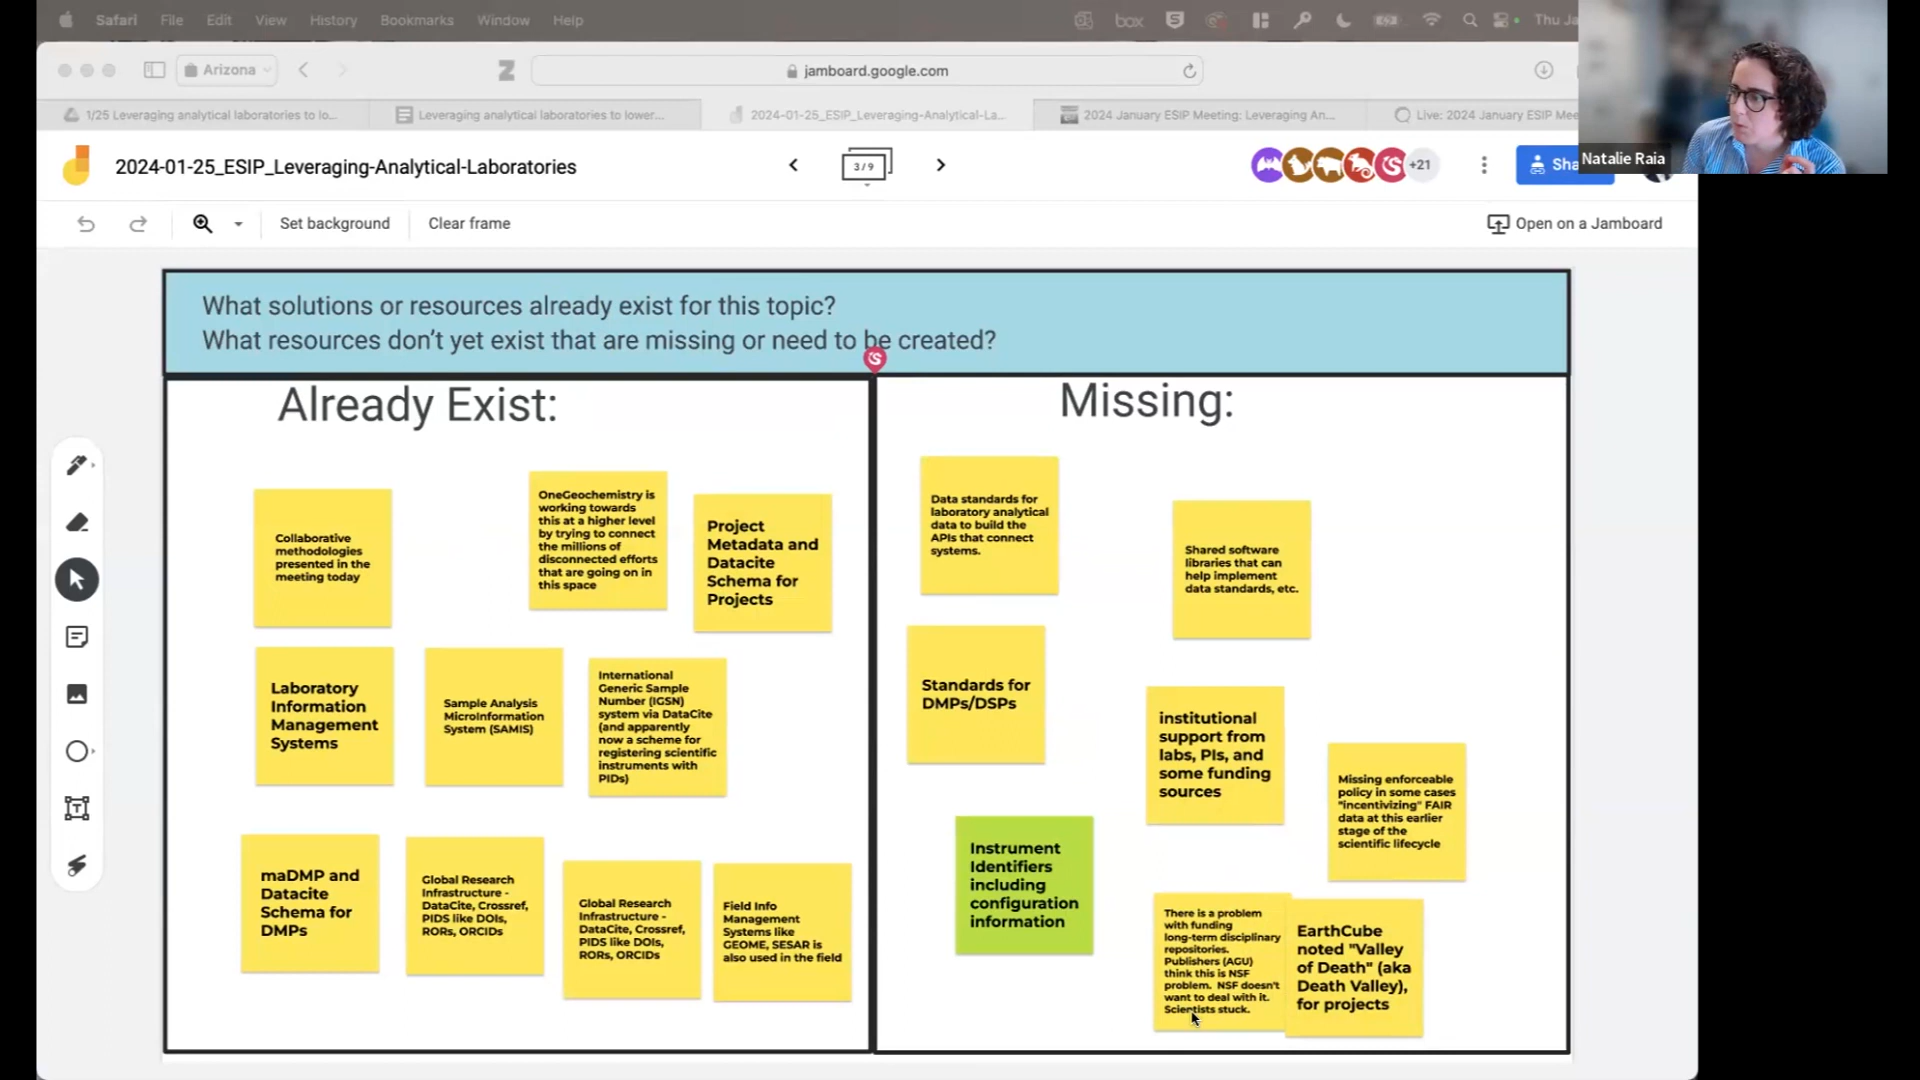 Safari File Edit View History Bookmarks Window Help
box
Thu Ja
Arizona
jamboard.google.com
1/25 Leveraging analytical laboratories to lo...
Leveraging analytical laboratories to lower...
2024-01-25_ESIP_Leveraging-Analytical-La...
2024 January ESIP Meeting: Leveraging An...
Live: 2024 January ESIP Mee
Natalie Raia
2024-01-25_ESIP_Leveraging-Analytical-Laboratories
3/9
+21
Sha
Set background
Clear frame
Open on a Jamboard
What solutions or resources already exist for this topic?
What resources don't yet exist that are missing or need to be created?
Already Exist:
Collaborative
methodologies
presented in the
meeting today
OneGeochemistry is
working towards
this at a higher level
by trying to connect
the millions of
disconnected efforts
that are going on in
this space
Project
Metadata and
Datacite
Schema for
Projects
Laboratory
Information
Management
Systems
Sample Analysis
MicroInformation
System (SAMIS)
International
Generic Sample
Number (IGSN)
system via DataCite
(and apparently
now a scheme for
registering scientific
instruments with
PIDs)
maDMP and
Datacite
Schema for
DMPs
Global Research
Infrastructure -
DataCite, Crossref,
PIDS like DOIs,
RORs, ORCIDs
Global Research
Infrastructure -
DataCite, Crossref,
PIDS like DOIs,
RORs, ORCIDs
Field Info
Management
Systems like
GEOME, SESAR is
also used in the field
Missing:
Data standards for
laboratory analytical
data to build the
APIs that connect
systems.
Shared software
libraries that can
help implement
data standards, etc.
Standards for
DMPs/DSPs
institutional
support from
labs, PIs, and
some funding
sources
Missing enforceable
policy in some cases
"incentivizing" FAIR
data at this earlier
stage of the
scientific lifecycle
Instrument
Identifiers
including
configuration
information
There is a problem
with funding
long-term disciplinary
repositories.
Publishers (AGU)
think this is NSF
problem. NSF doesn't
want to deal with it.
Scientists stuck.
EarthCube
noted "Valley
of Death" (aka
Death Valley),
for projects